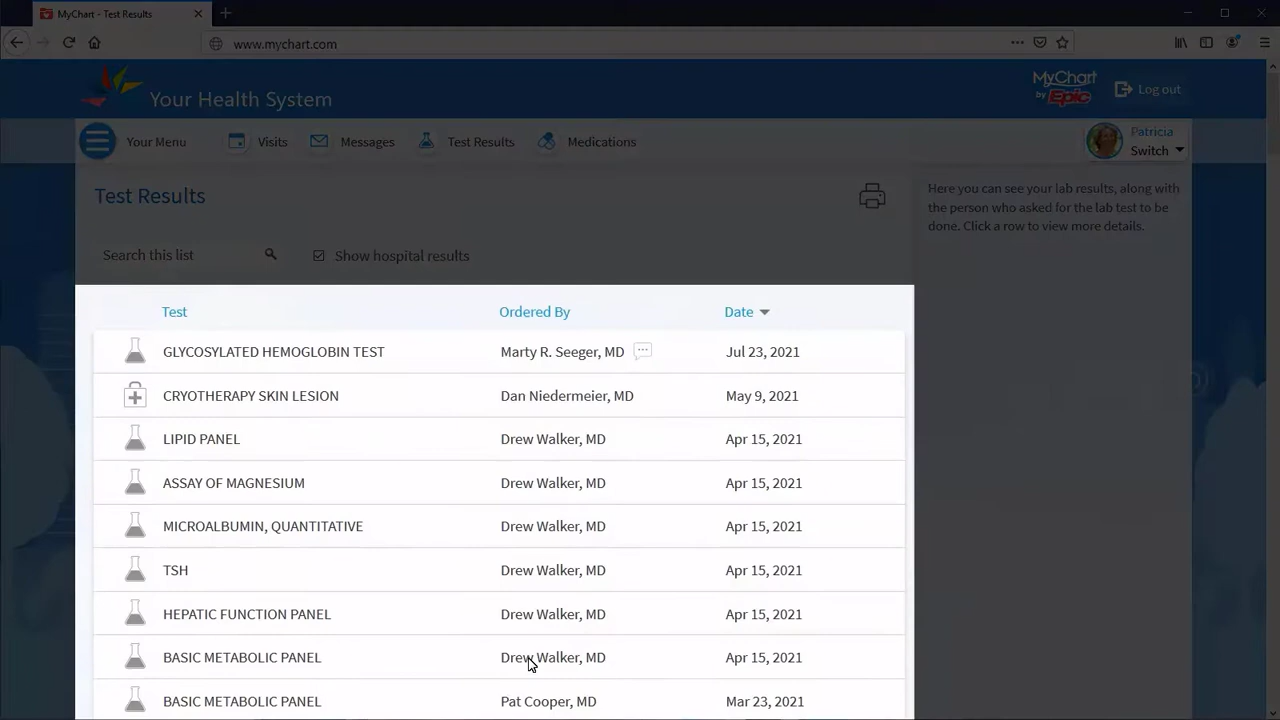 MyChart - Test Results
www.mychart.com
Your Health System
MyChart by Epic
Log out
Your Menu
Visits
Messages
Test Results
Medications
Patricia
Switch
Test Results
Here you can see your lab results, along with
the person who asked for the lab test to be
done. Click a row to view more details.
Search this list
Show hospital results
Test Ordered By Date
GLYCOSYLATED HEMOGLOBIN TEST Marty R. Seeger, MD Jul 23, 2021
CRYOTHERAPY SKIN LESION Dan Niedermeier, MD May 9, 2021
LIPID PANEL Drew Walker, MD Apr 15, 2021
ASSAY OF MAGNESIUM Drew Walker, MD Apr 15, 2021
MICROALBUMIN, QUANTITATIVE Drew Walker, MD Apr 15, 2021
TSH Drew Walker, MD Apr 15, 2021
HEPATIC FUNCTION PANEL Drew Walker, MD Apr 15, 2021
BASIC METABOLIC PANEL Drew Walker, MD Apr 15, 2021
BASIC METABOLIC PANEL Pat Cooper, MD Mar 23, 2021